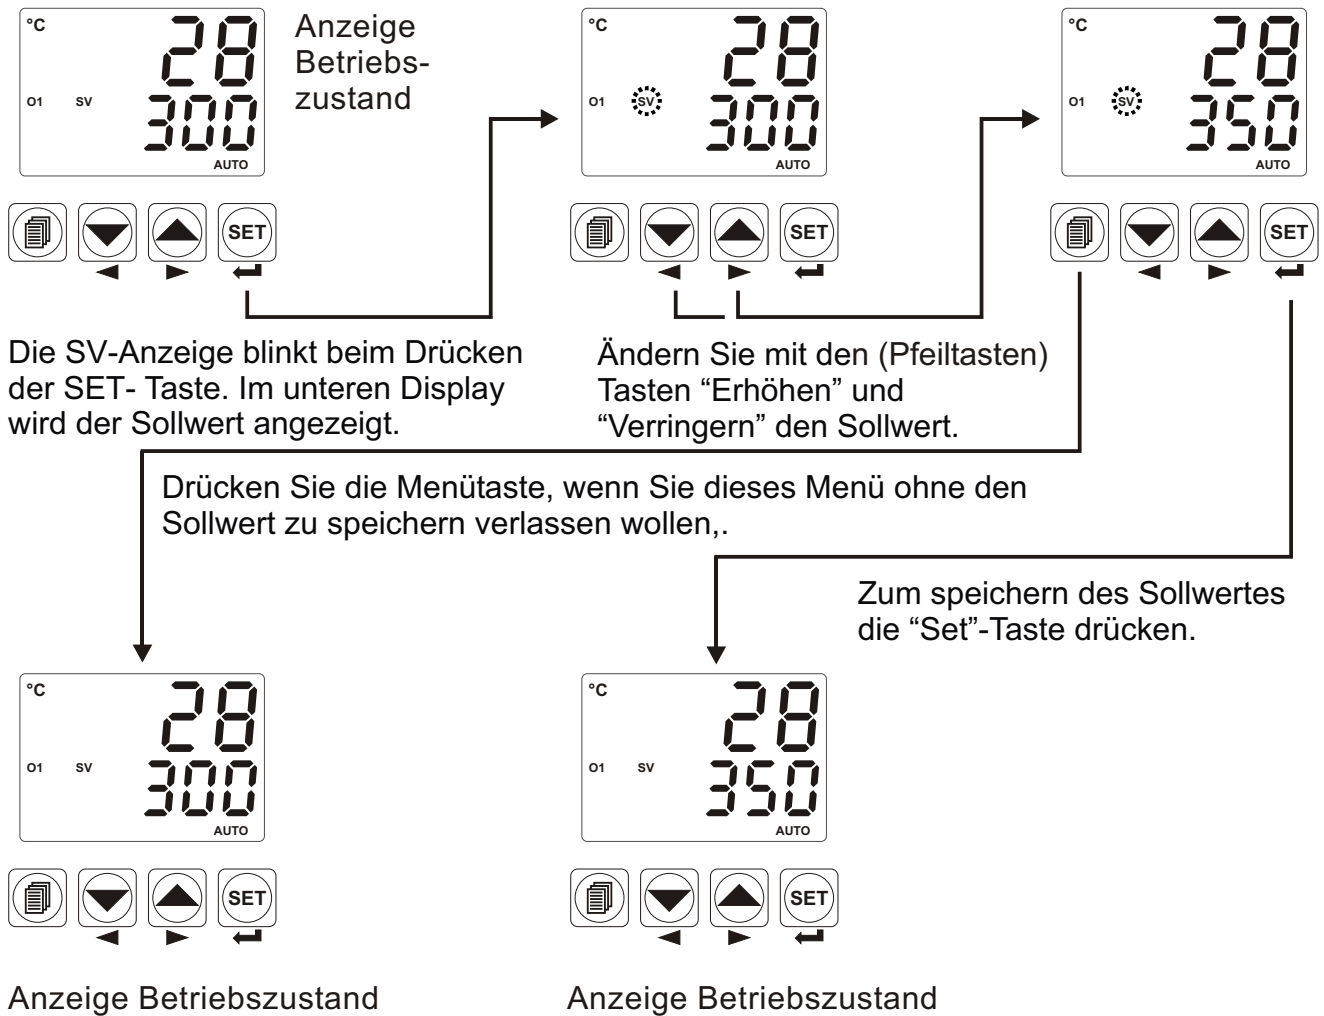 °C
28
O1 SV
300
AUTO
Anzeige
Betriebs-
zustand
°C
28
O1 SV
300
AUTO
°C
28
O1 SV
350
AUTO
SET
SET
SET
Die SV-Anzeige blinkt beim Drücken
der SET- Taste. Im unteren Display
wird der Sollwert angezeigt.
Ändern Sie mit den (Pfeiltasten)
Tasten “Erhöhen” und
“Verringern” den Sollwert.
Drücken Sie die Menütaste, wenn Sie dieses Menü ohne den
Sollwert zu speichern verlassen wollen,.
Zum speichern des Sollwertes
die “Set”-Taste drücken.
°C
28
O1 SV
300
AUTO
SET
Anzeige Betriebszustand
°C
28
O1 SV
350
AUTO
SET
Anzeige Betriebszustand